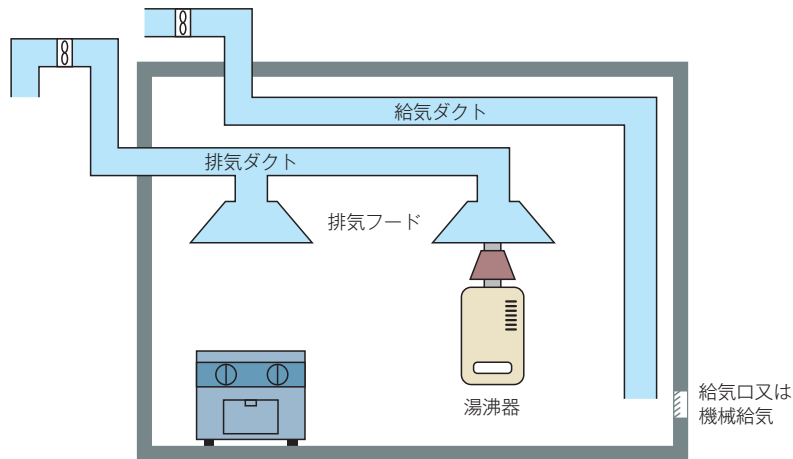 給気ダクト
排気ダクト
排気フード
湯沸器
給気口又は
機械給気